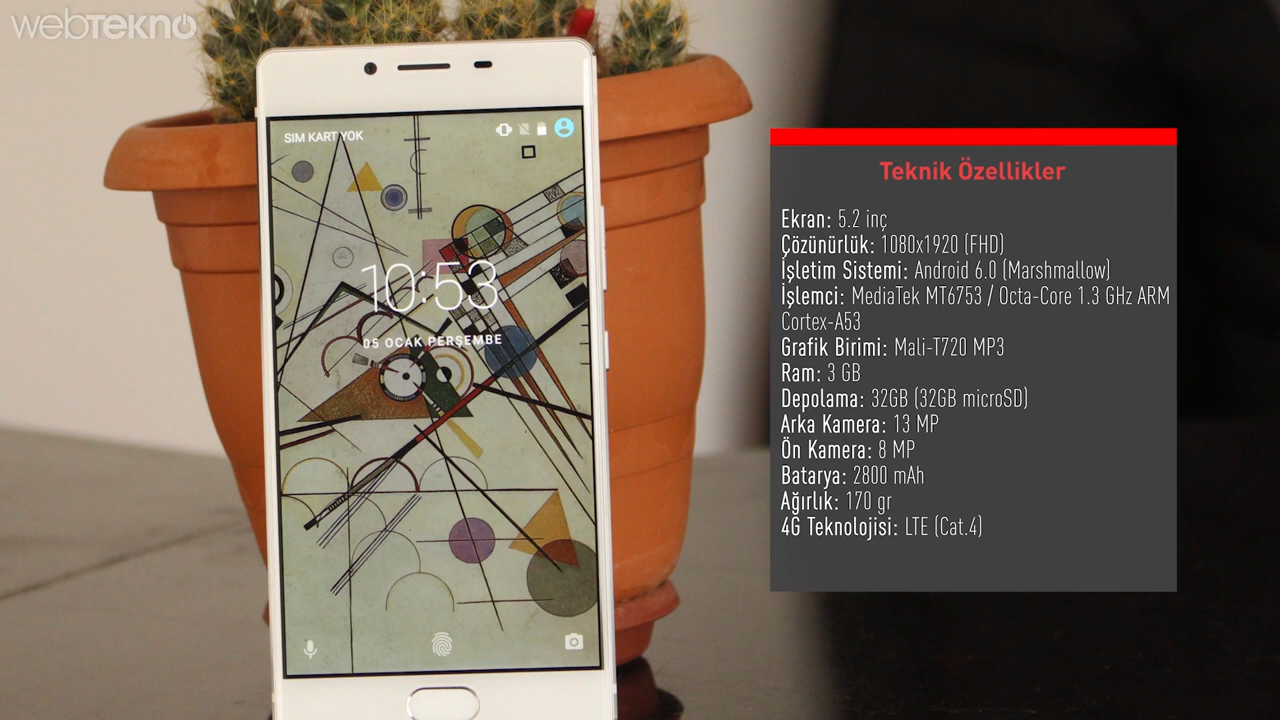 webTEKNO
SIM KART YOK
10:53
05 OCAK PERŞEMBE
Teknik Özellikler
Ekran: 5.2 inç
Çözünürlük: 1080x1920 (FHD)
İşletim Sistemi: Android 6.0 (Marshmallow)
İşlemci: MediaTek MT6753 / Octa-Core 1.3 GHz ARM
Cortex-A53
Grafik Birimi: Mali-T720 MP3
Ram: 3 GB
Depolama: 32GB (32GB microSD)
Arka Kamera: 13 MP
Ön Kamera: 8 MP
Batarya: 2800 mAh
Ağırlık: 170 gr
4G Teknolojisi: LTE (Cat.4)